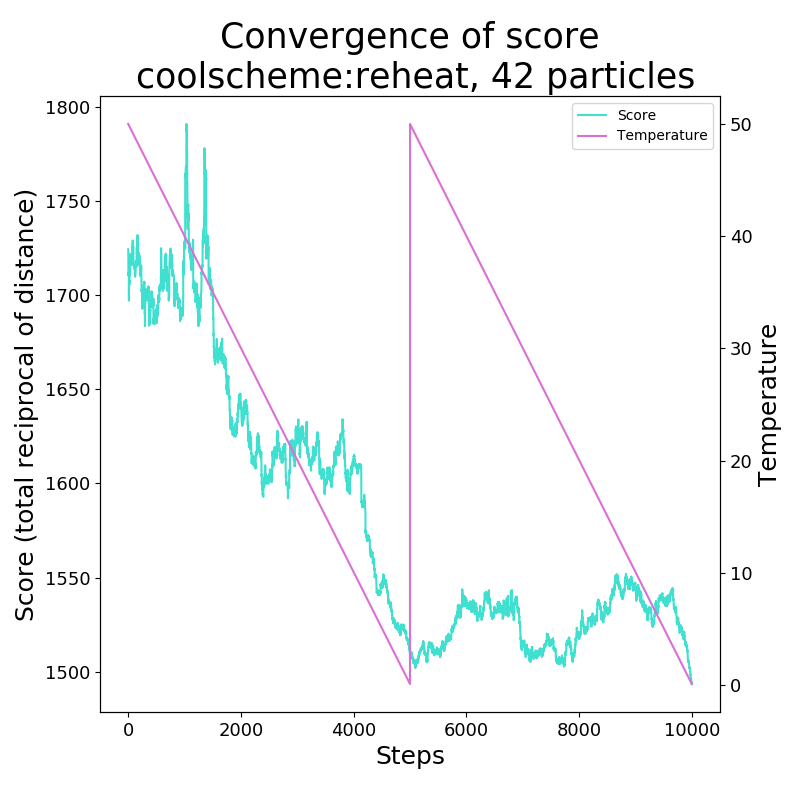 Convergence of score
coolscheme:reheat, 42 particles
Score
Temperature
1800
1750
1700
1650
1600
1550
1500
Score (total reciprocal of distance)
50
40
30
20
10
0
Temperature
0 2000 4000 6000 8000 10000
Steps